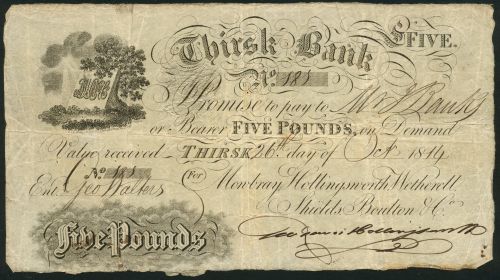 Thirsk Bank
£FIVE.
No. 181
I Promise to pay to Mr J Banks
or Bearer FIVE POUNDS, on Demand
Value received THIRSK 26th day of Oct 1814
No. 181
For Mowbray Hollingsworth Wetherell
Ent. Geo Walters
Shields Boulton & Co.
Five Pounds
Hollingsworth